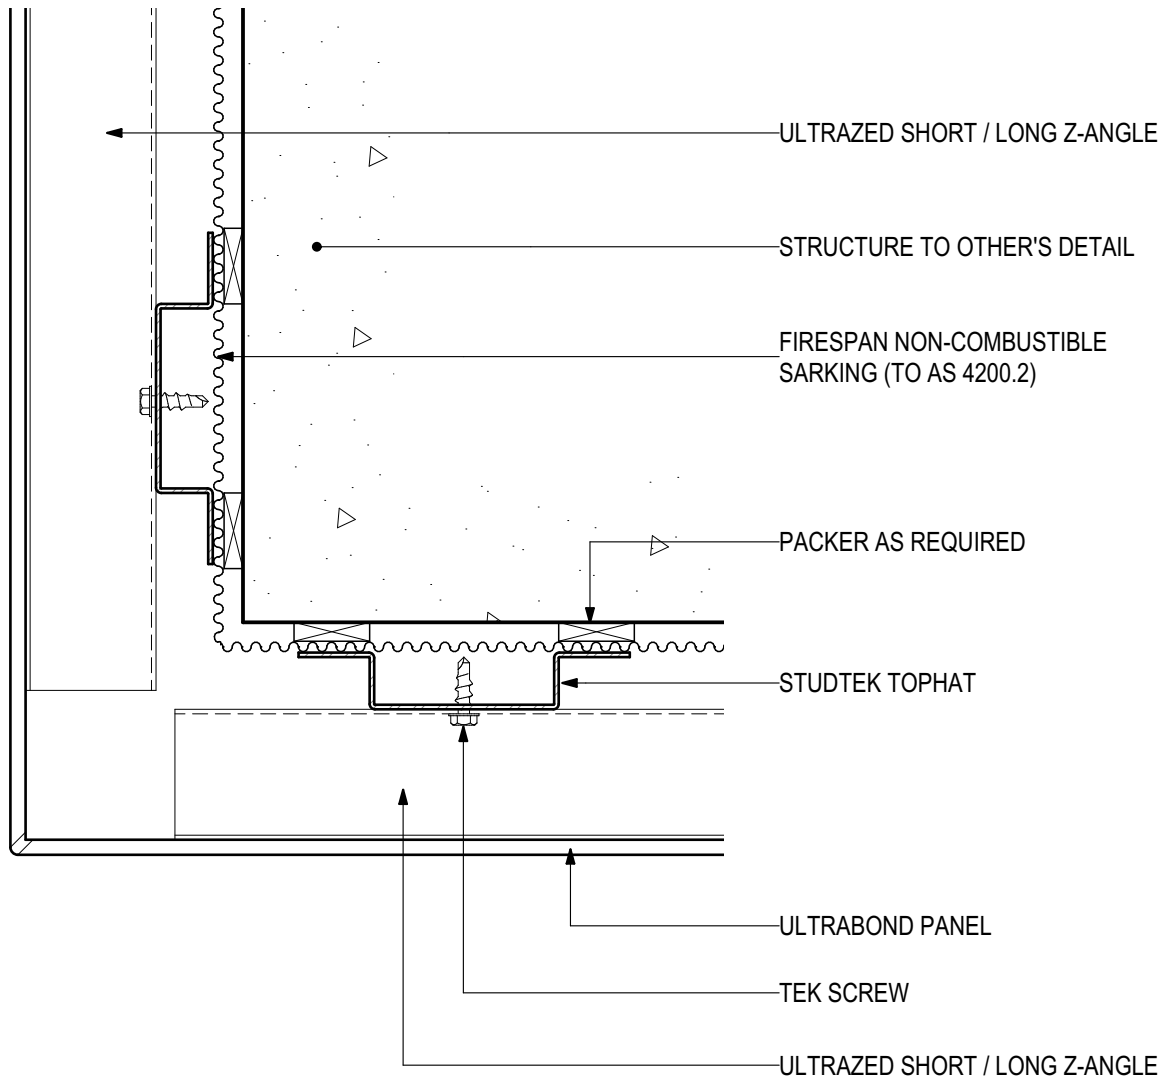 ULTRAZED SHORT / LONG Z-ANGLE
STRUCTURE TO OTHER'S DETAIL
FIRESPAN NON-COMBUSTIBLE
SARKING (TO AS 4200.2)
PACKER AS REQUIRED
STUDTEK TOPHAT
ULTRABOND PANEL
TEK SCREW
ULTRAZED SHORT / LONG Z-ANGLE